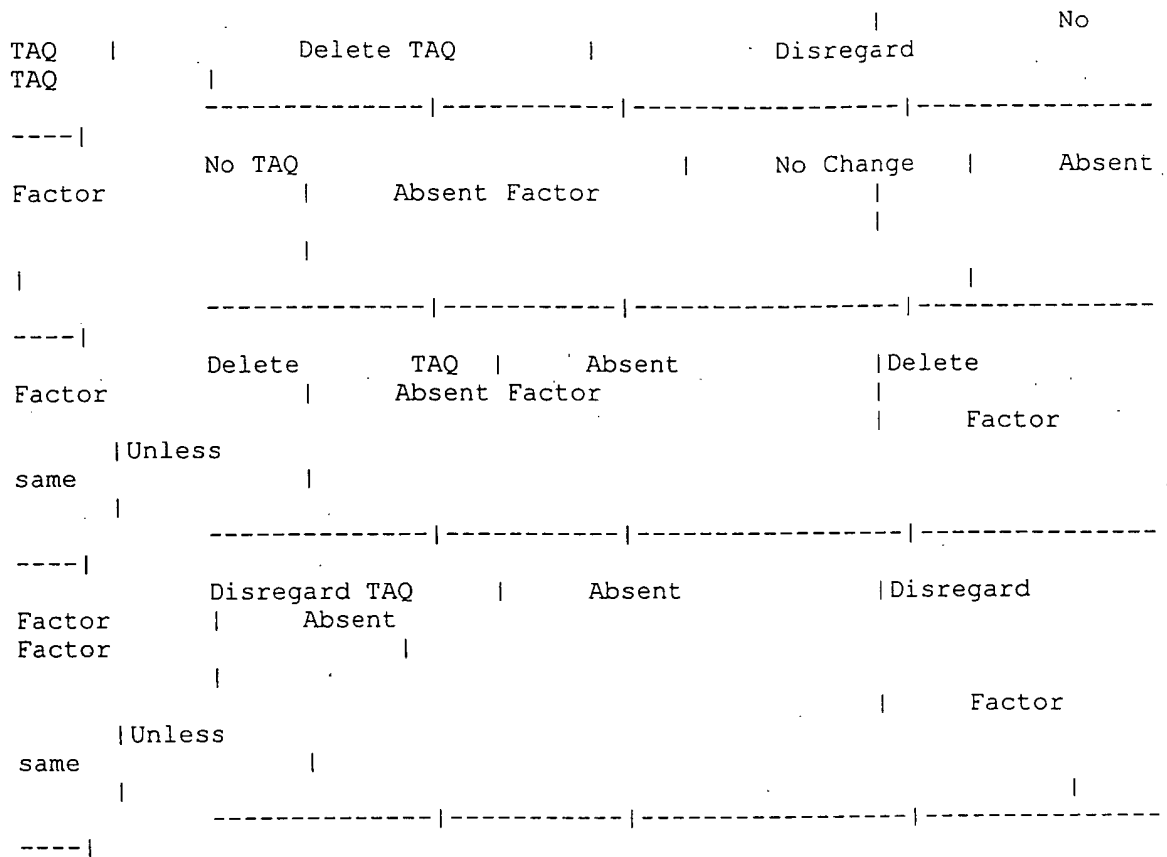 | No
TAQ | Delete TAQ | Disregard
TAQ |
--------------|-----------|-----------------|---------------
----|
No TAQ | No Change | Absent
Factor | Absent Factor |
|
|
| |
--------------|-----------|-----------------|---------------
----|
Delete TAQ | Absent |Delete
Factor | Absent Factor |
| Factor
|Unless
same |
|
--------------|-----------|-----------------|---------------
----|
Disregard TAQ | Absent |Disregard
Factor | Absent
Factor |
|
| Factor
|Unless
same |
| |
--------------|-----------|-----------------|---------------
----|